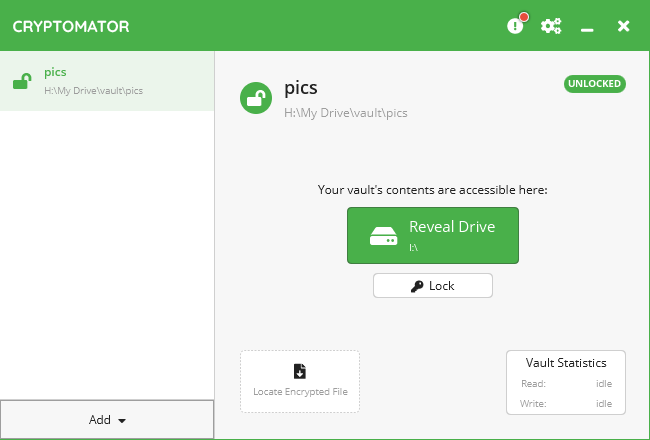 CRYPTOMATOR
pics
H:\My Drive\vault\pics
pics
UNLOCKED
H:\My Drive\vault\pics
Your vault's contents are accessible here:
Reveal Drive
I:\
Lock
Locate Encrypted File
Vault Statistics
Read: idle
Write: idle
Add